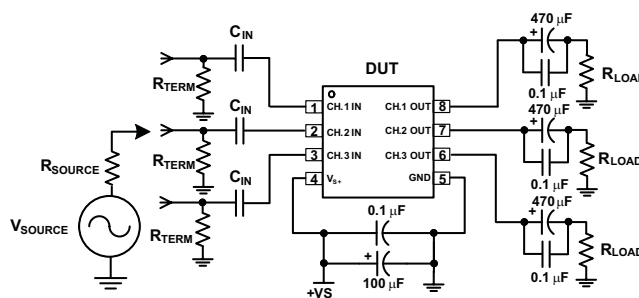 470 µF
+
C_IN
R_TERM
0.1 µF
R_LOAD
DUT
C_IN
1 CH.1 IN CH.1 OUT 8
2 CH.2 IN CH.2 OUT 7
3 CH.3 IN CH.3 OUT 6
4 V_S+ GND 5
470 µF
+
R_TERM
0.1 µF
R_LOAD
R_SOURCE
C_IN
V_SOURCE
R_TERM
0.1 µF
+
100 µF
+VS
470 µF
+
0.1 µF
R_LOAD